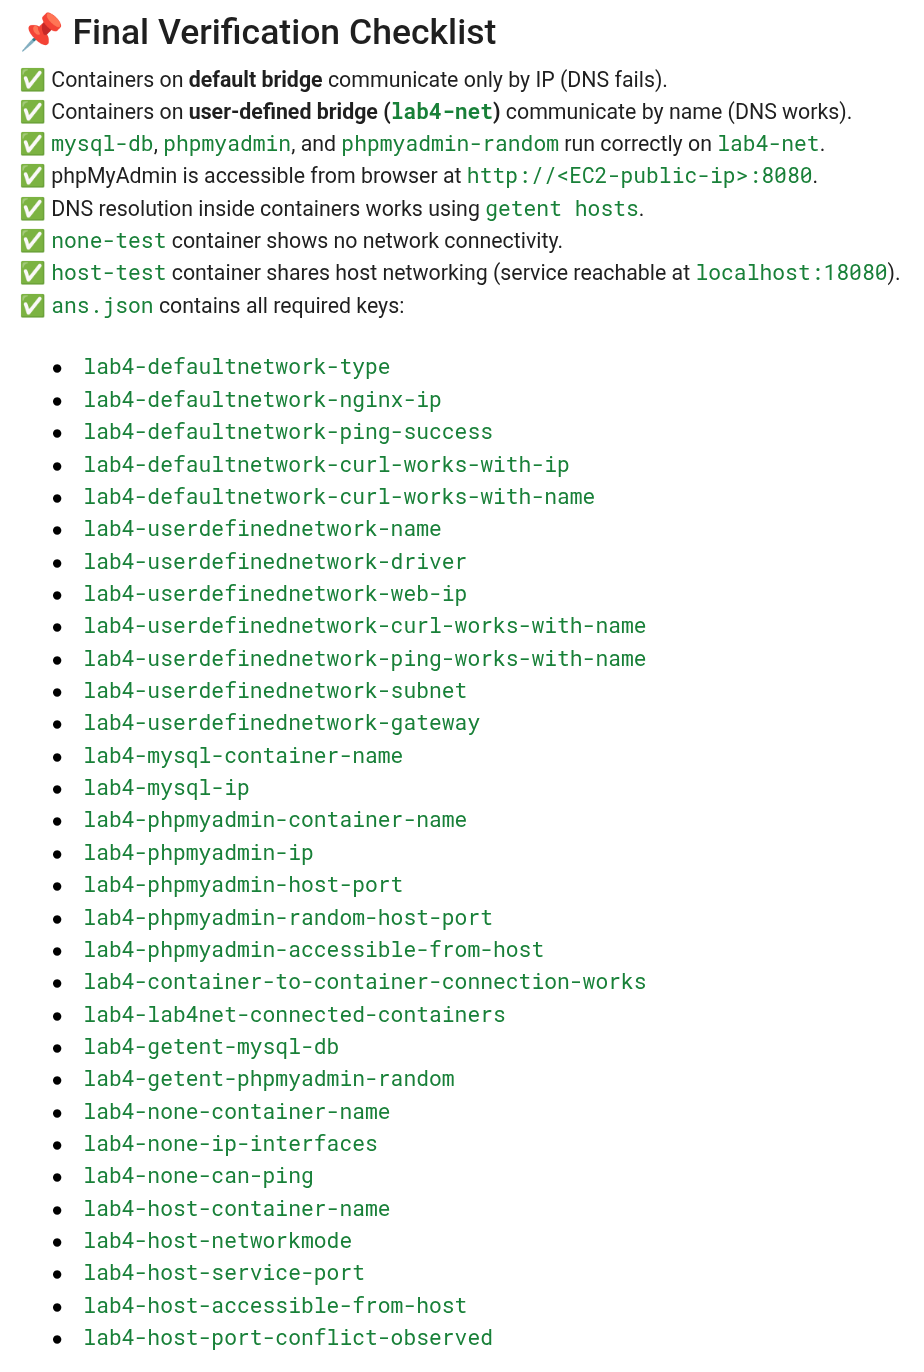 📌 Final Verification Checklist
✅ Containers on default bridge communicate only by IP (DNS fails).
✅ Containers on user-defined bridge (lab4-net) communicate by name (DNS works).
✅ mysql-db, phpmyadmin, and phpmyadmin-random run correctly on lab4-net.
✅ phpMyAdmin is accessible from browser at http://<EC2-public-ip>:8080.
✅ DNS resolution inside containers works using getent hosts.
✅ none-test container shows no network connectivity.
✅ host-test container shares host networking (service reachable at localhost:18080).
✅ ans.json contains all required keys:
● lab4-defaultnetwork-type
● lab4-defaultnetwork-nginx-ip
● lab4-defaultnetwork-ping-success
● lab4-defaultnetwork-curl-works-with-ip
● lab4-defaultnetwork-curl-works-with-name
● lab4-userdefinednetwork-name
● lab4-userdefinednetwork-driver
● lab4-userdefinednetwork-web-ip
● lab4-userdefinednetwork-curl-works-with-name
● lab4-userdefinednetwork-ping-works-with-name
● lab4-userdefinednetwork-subnet
● lab4-userdefinednetwork-gateway
● lab4-mysql-container-name
● lab4-mysql-ip
● lab4-phpmyadmin-container-name
● lab4-phpmyadmin-ip
● lab4-phpmyadmin-host-port
● lab4-phpmyadmin-random-host-port
● lab4-phpmyadmin-accessible-from-host
● lab4-container-to-container-connection-works
● lab4-lab4net-connected-containers
● lab4-getent-mysql-db
● lab4-getent-phpmyadmin-random
● lab4-none-container-name
● lab4-none-ip-interfaces
● lab4-none-can-ping
● lab4-host-container-name
● lab4-host-networkmode
● lab4-host-service-port
● lab4-host-accessible-from-host
● lab4-host-port-conflict-observed